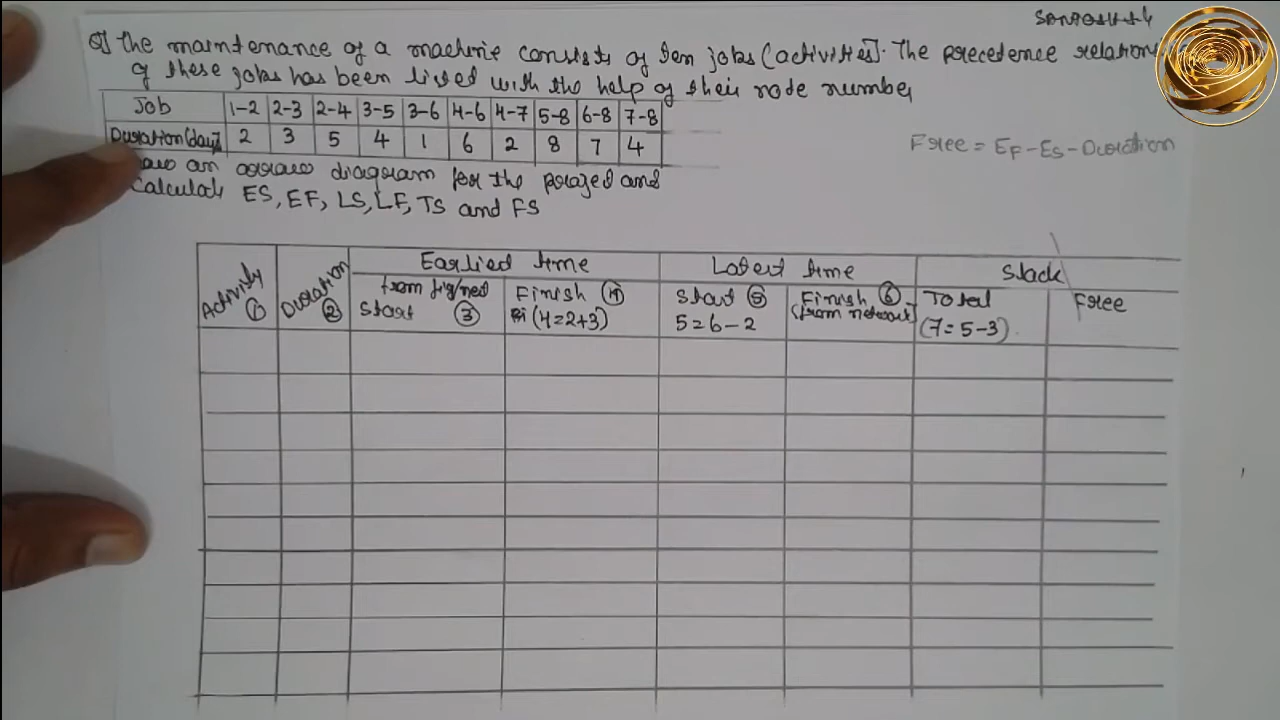 Q) The maintenance of a machine consists of Ten jobs (activities). The precedence relations
of these jobs has been listed with the help of their node number
Job 1-2 2-3 2-4 3-5 3-6 4-6 4-7 5-8 6-8 7-8
Duration(days) 2 3 5 4 1 6 2 8 7 4
Free = EF-ES-Duration
an arrow diagram for the project and
Calculate ES, EF, LS, LF, TS and FS
Activity ① Duration ② Earliest time Latest time Slack
from figred Start ③ Finish ④ (4=2+3) Start ⑤ 5=6-2 Finish ⑥ (from network) Total (7=5-3) Free